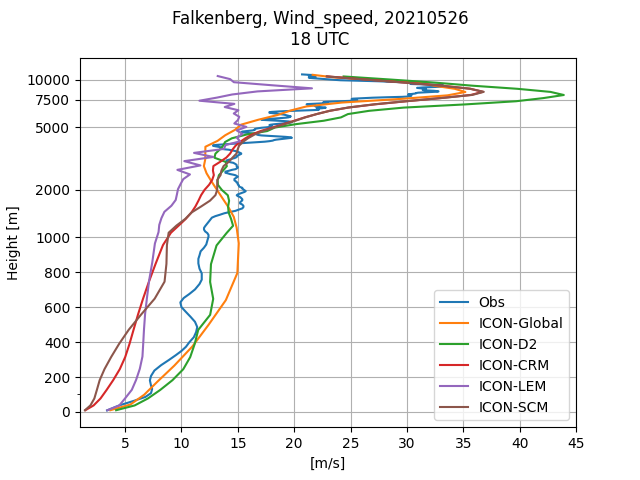 Falkenberg, Wind_speed, 20210526
18 UTC
10000
7500
5000
2000
1000
800
600
400
200
0
Height [m]
5 10 15 20 25 30 35 40 45
[m/s]
Obs
ICON-Global
ICON-D2
ICON-CRM
ICON-LEM
ICON-SCM